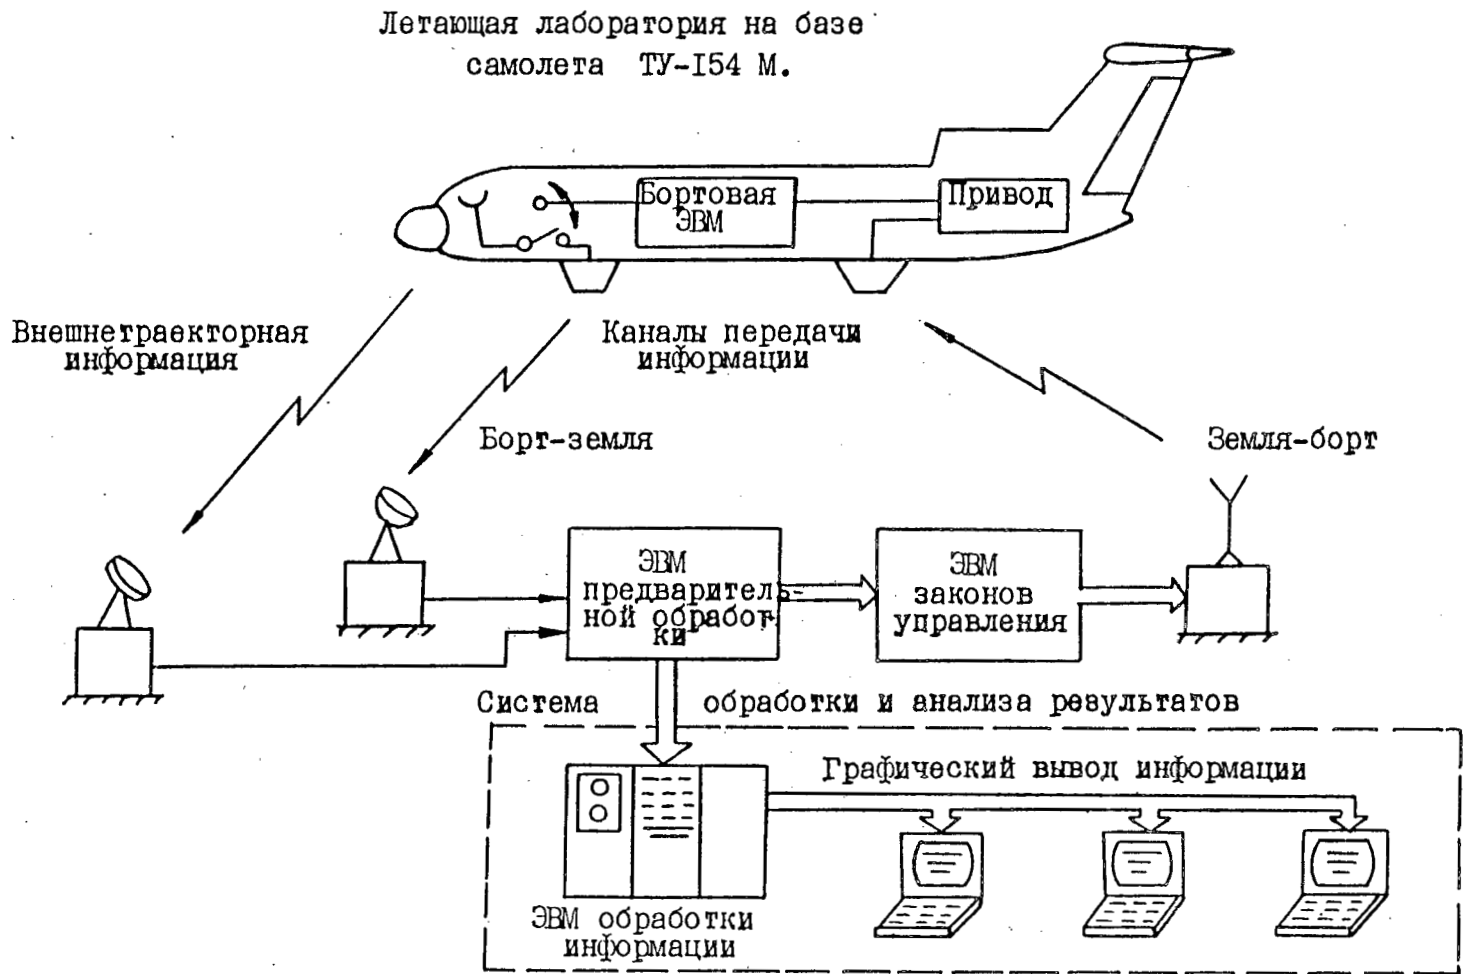 Летающая лаборатория на базе
самолета ТУ-I54 М.
Бортовая
ЭВМ
Привод
Внешнетраекторная
информация
Каналы передачи
информации
Борт-земля
Земля-борт
ЭВМ
предваритель-
ной обработ-
ки
ЭВМ
законов
управления
Система обработки и анализа результатов
Графический вывод информации
ЭВМ обработки
информации